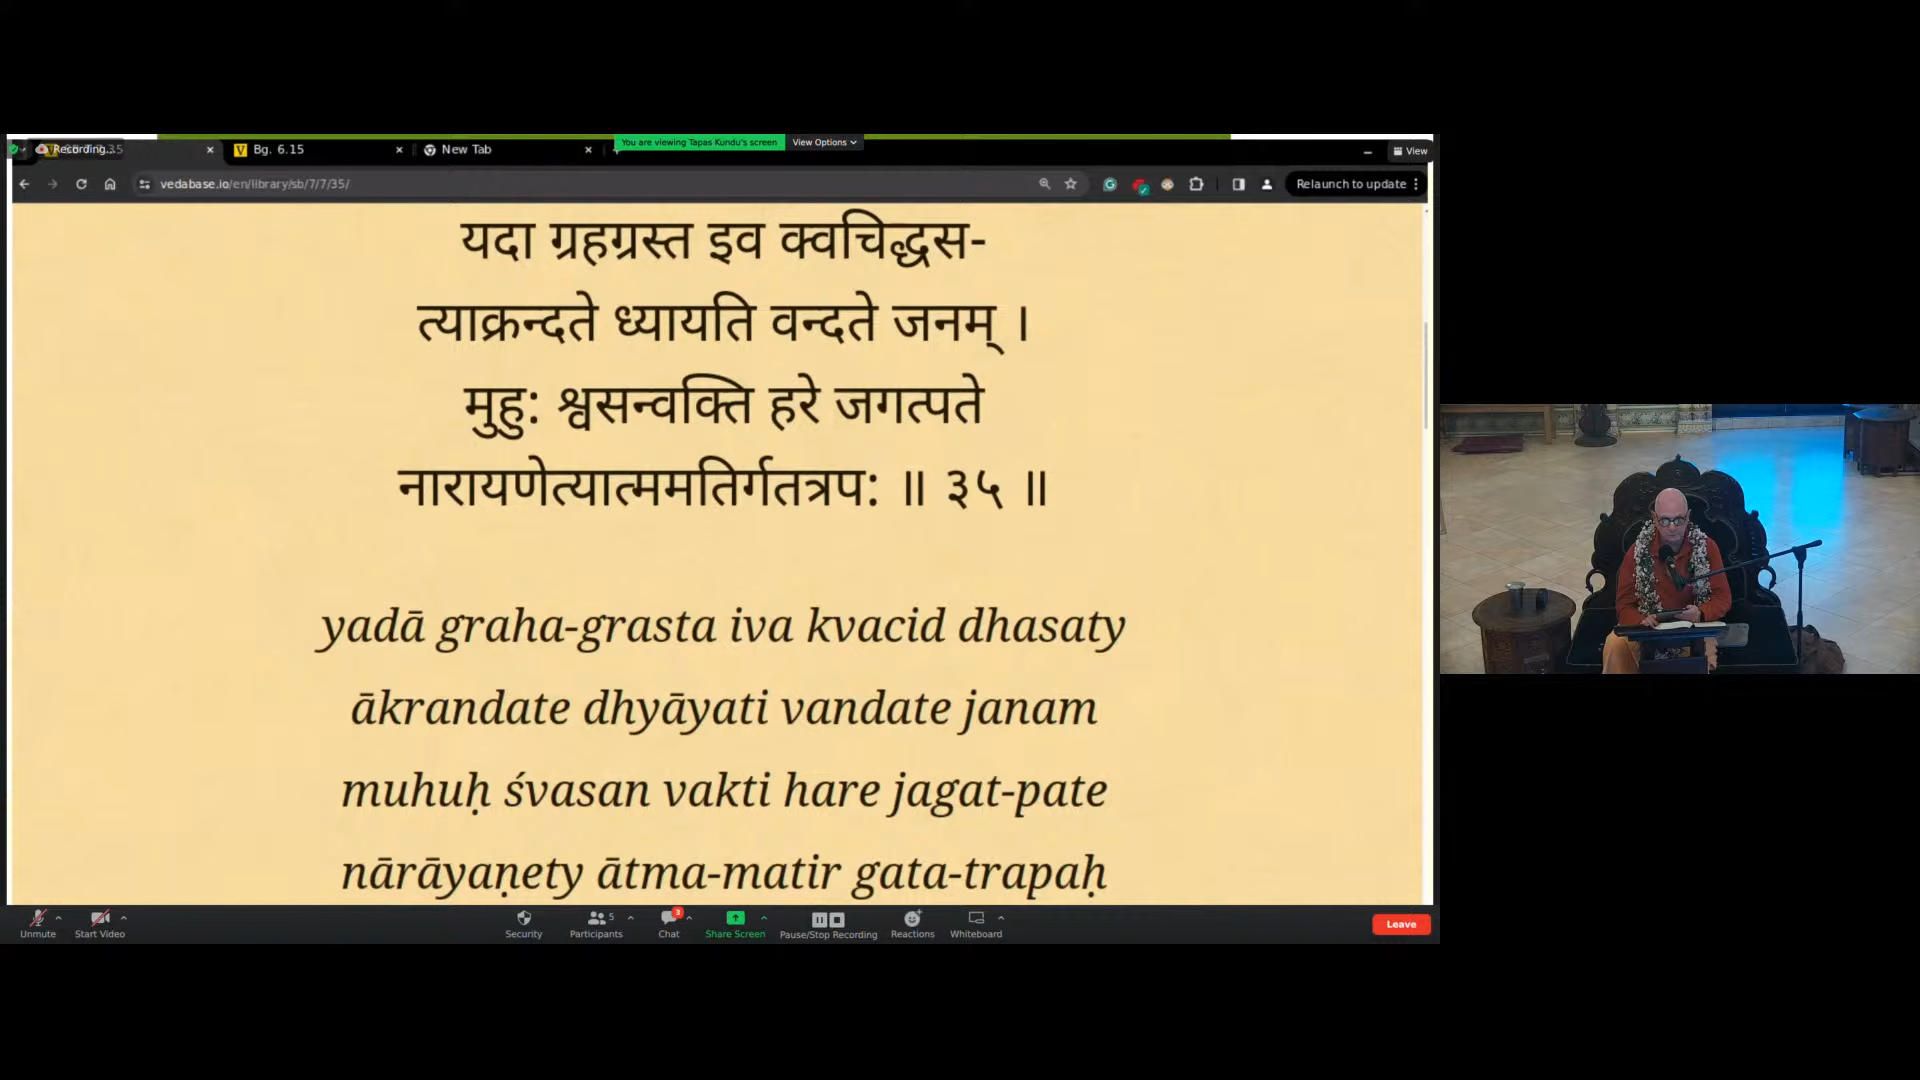 Recording...
35
Bg. 6.15
New Tab
You are viewing Tapas Kundu's screen
View Options
View
vedabase.io/en/library/sb/7/7/35/
Relaunch to update
यदा ग्रहग्रस्त इव क्वचिद्धस-
त्याक्रन्दते ध्यायति वन्दते जनम् ।
मुहु: श्वसन्वक्ति हरे जगत्पते
नारायणेत्यात्ममतिर्गतत्रप: ॥ ३५ ॥
yadā graha-grasta iva kvacid dhasaty
ākrandate dhyāyati vandate janam
muhuḥ śvasan vakti hare jagat-pate
nārāyaṇety ātma-matir gata-trapaḥ
Unmute
Start Video
Security
Participants 5
Chat 3
Share Screen
Pause/Stop Recording
Reactions
Whiteboard
Leave